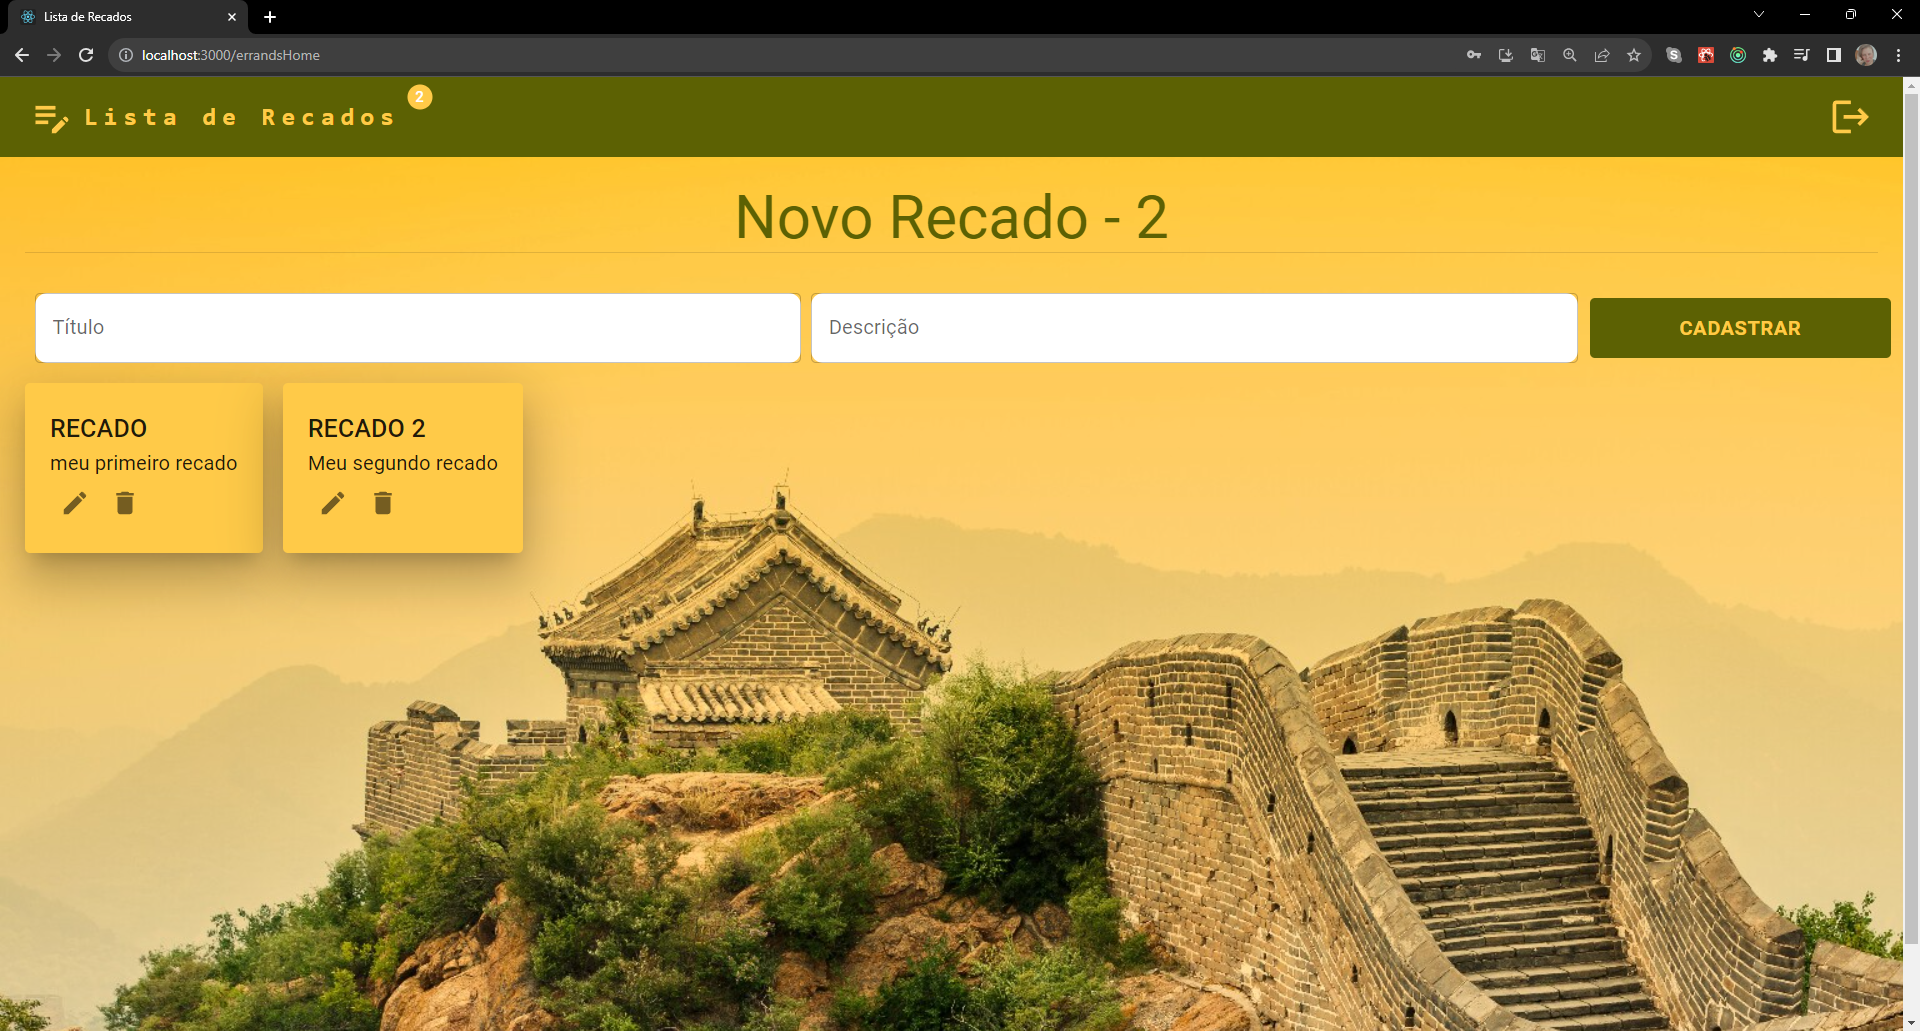 Lista de Recados
localhost:3000/errandsHome
Lista de Recados 2
Novo Recado - 2
Título
Descrição
CADASTRAR
RECADO
meu primeiro recado
RECADO 2
Meu segundo recado